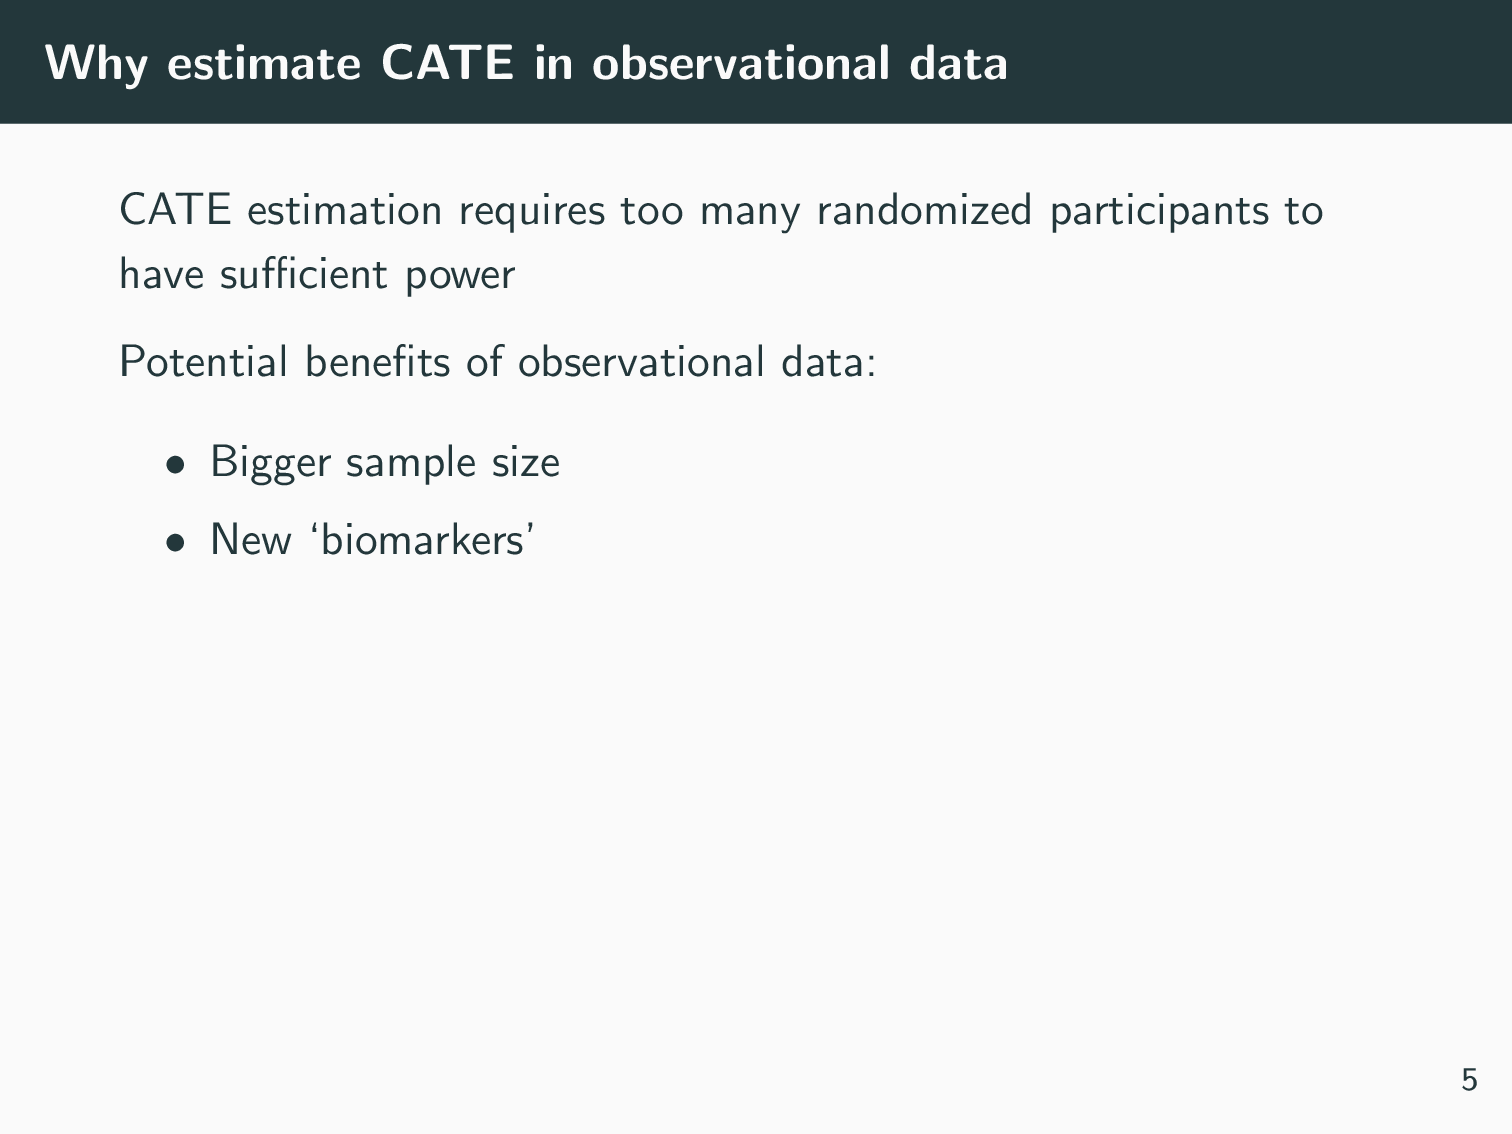 Why estimate CATE in observational data
CATE estimation requires too many randomized participants to
have sufficient power
Potential benefits of observational data:
• Bigger sample size
• New ‘biomarkers’
5